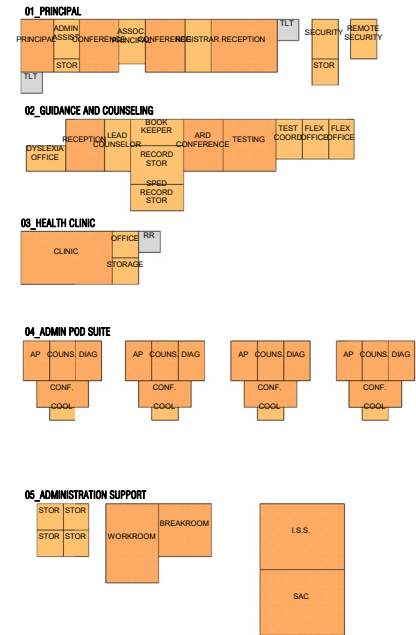 01_PRINCIPAL
PRINCIPAL
ADMIN
ASSIST.
STOR
CONFERENCE
ASSOC.
PRINCIPAL
CONFERENCE
REGISTRAR
RECEPTION
TLT
SECURITY
STOR
REMOTE
SECURITY
TLT
02_GUIDANCE AND COUNSELING
DYSLEXIA
OFFICE
RECEPTION
LEAD
COUNSELOR
BOOK
KEEPER
RECORD
STOR
SPED
RECORD
STOR
ARD
CONFERENCE
TESTING
TEST
COORD.
FLEX
OFFICE
FLEX
OFFICE
03_HEALTH CLINIC
CLINIC
OFFICE
STORAGE
RR
04_ADMIN POD SUITE
AP COUNS. DIAG
CONF.
COOL
AP COUNS. DIAG
CONF.
COOL
AP COUNS. DIAG
CONF.
COOL
AP COUNS. DIAG
CONF.
COOL
05_ADMINISTRATION SUPPORT
STOR STOR
STOR STOR
WORKROOM
BREAKROOM
I.S.S.
SAC